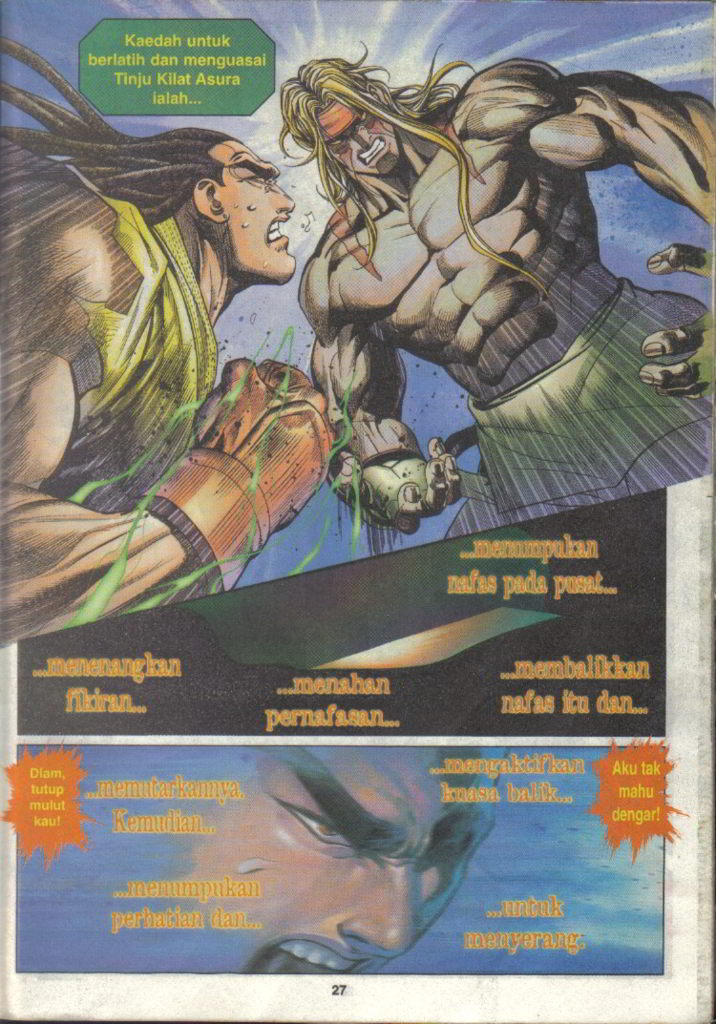 Kaedah untuk
berlatih dan menguasai
Tinju Kilat Asura
ialah...
...menenangkan
fikiran...
...menahan
pernafasan...
...menumpukan
nafas pada pusat...
...membalikkan
nafas itu dan...
Diam,
tutup
mulut
kau!
...memutarkannya.
Kemudian...
...menumpukan
perhatian dan...
...mengaktifkan
kuasa balik...
...untuk
menyerang.
Aku tak
mahu
dengar!
27